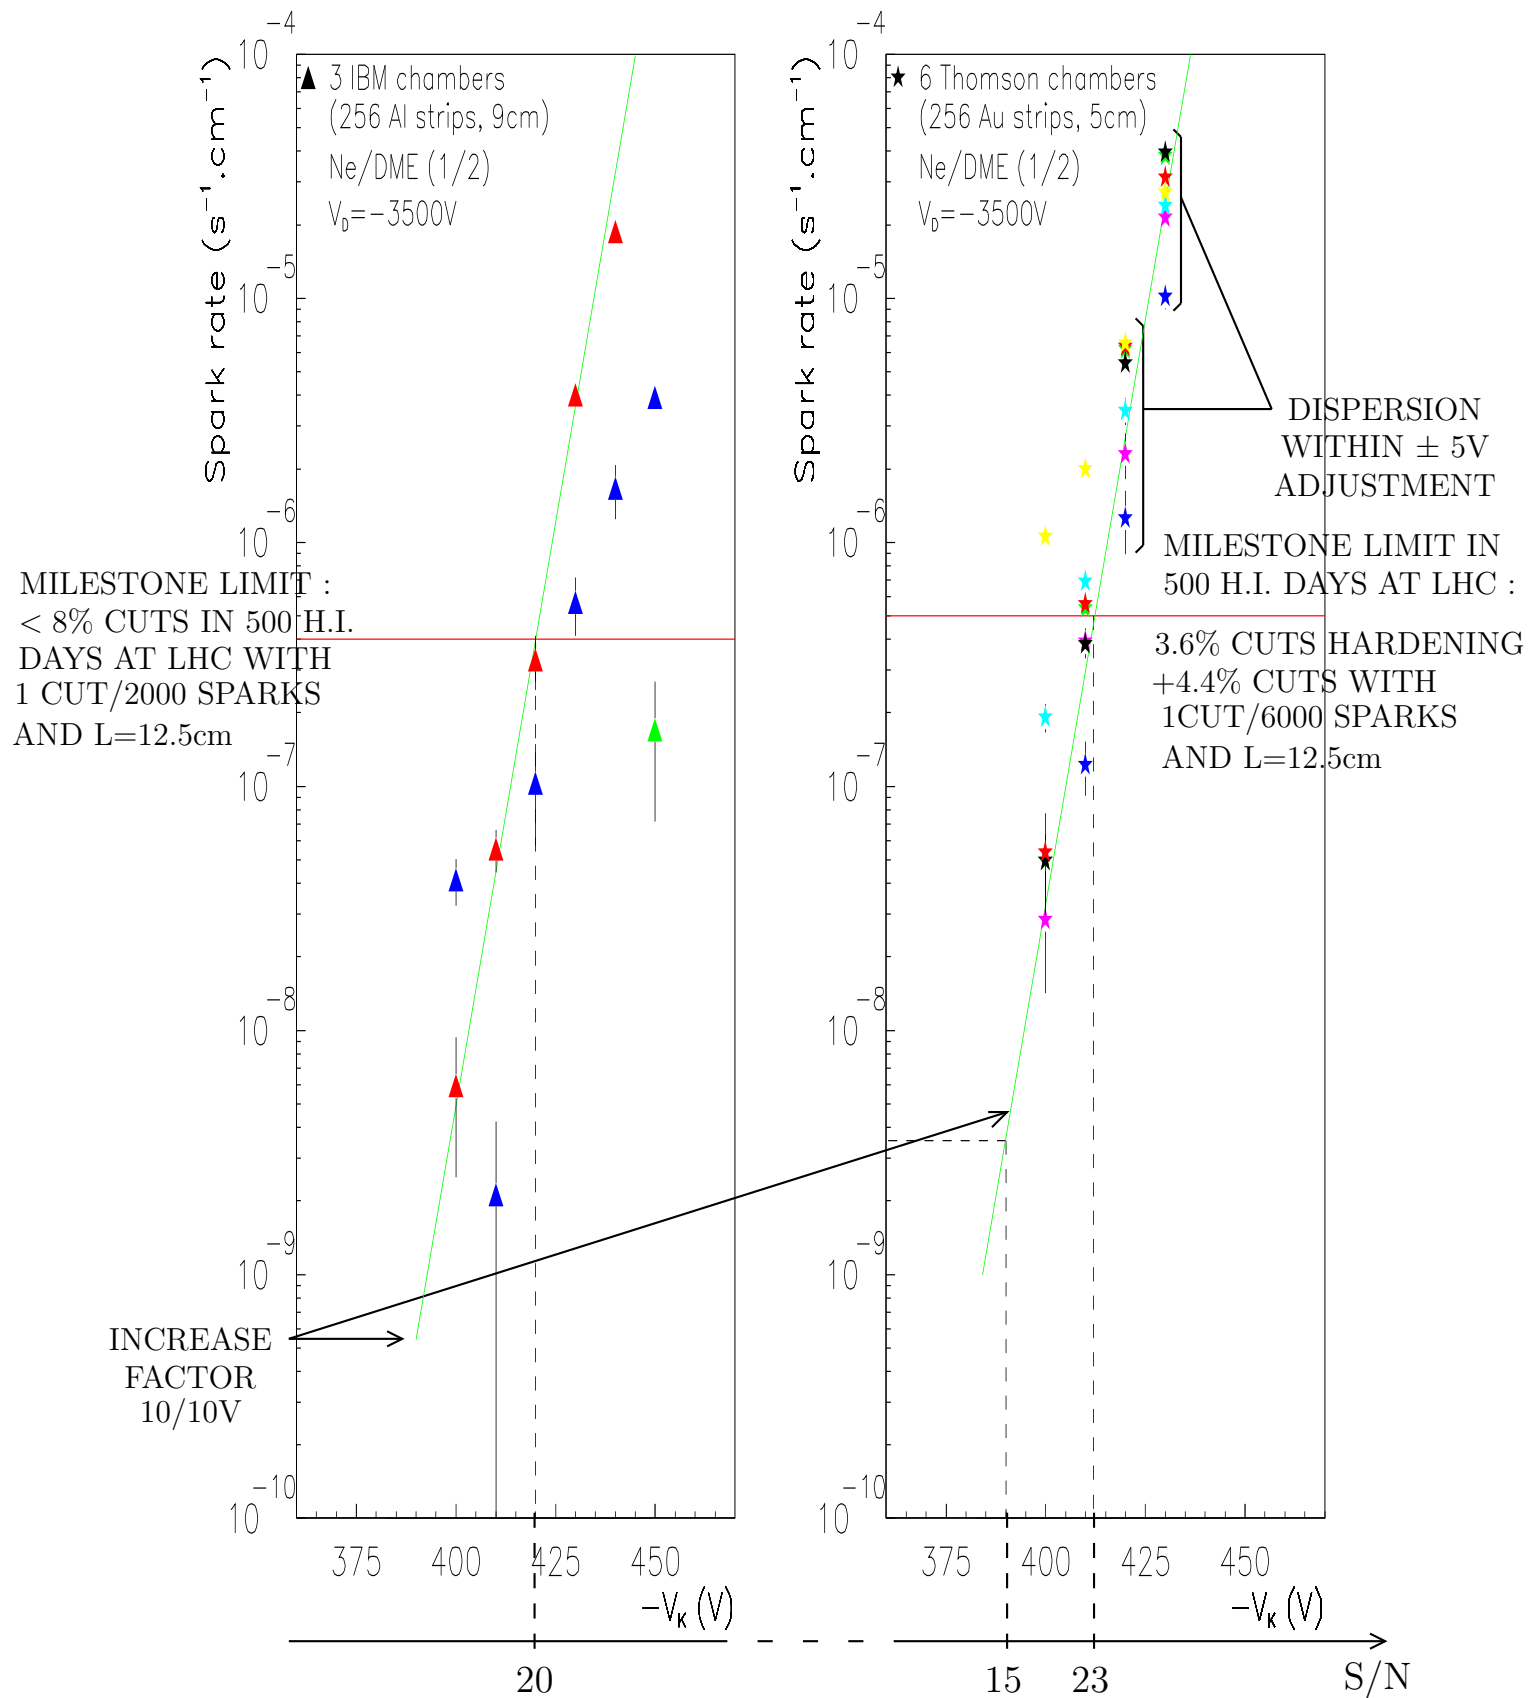 Spark rate (s⁻¹.cm⁻¹)
10⁻⁴
10⁻⁵
10⁻⁶
10⁻⁷
10⁻⁸
10⁻⁹
10⁻¹⁰
3 IBM chambers
(256 Al strips, 9cm)
Ne/DME (1/2)
V_D=−3500V
MILESTONE LIMIT :
< 8% CUTS IN 500 H.I.
DAYS AT LHC WITH
1 CUT/2000 SPARKS
AND L=12.5cm
INCREASE
FACTOR
10/10V
375 400 425 450
−V_K (V)
Spark rate (s⁻¹.cm⁻¹)
10⁻⁴
10⁻⁵
10⁻⁶
10⁻⁷
10⁻⁸
10⁻⁹
10⁻¹⁰
6 Thomson chambers
(256 Au strips, 5cm)
Ne/DME (1/2)
V_D=−3500V
DISPERSION
WITHIN ± 5V
ADJUSTMENT
MILESTONE LIMIT IN
500 H.I. DAYS AT LHC :
3.6% CUTS HARDENING
+4.4% CUTS WITH
1CUT/6000 SPARKS
AND L=12.5cm
375 400 425 450
−V_K (V)
20 15 23 S/N